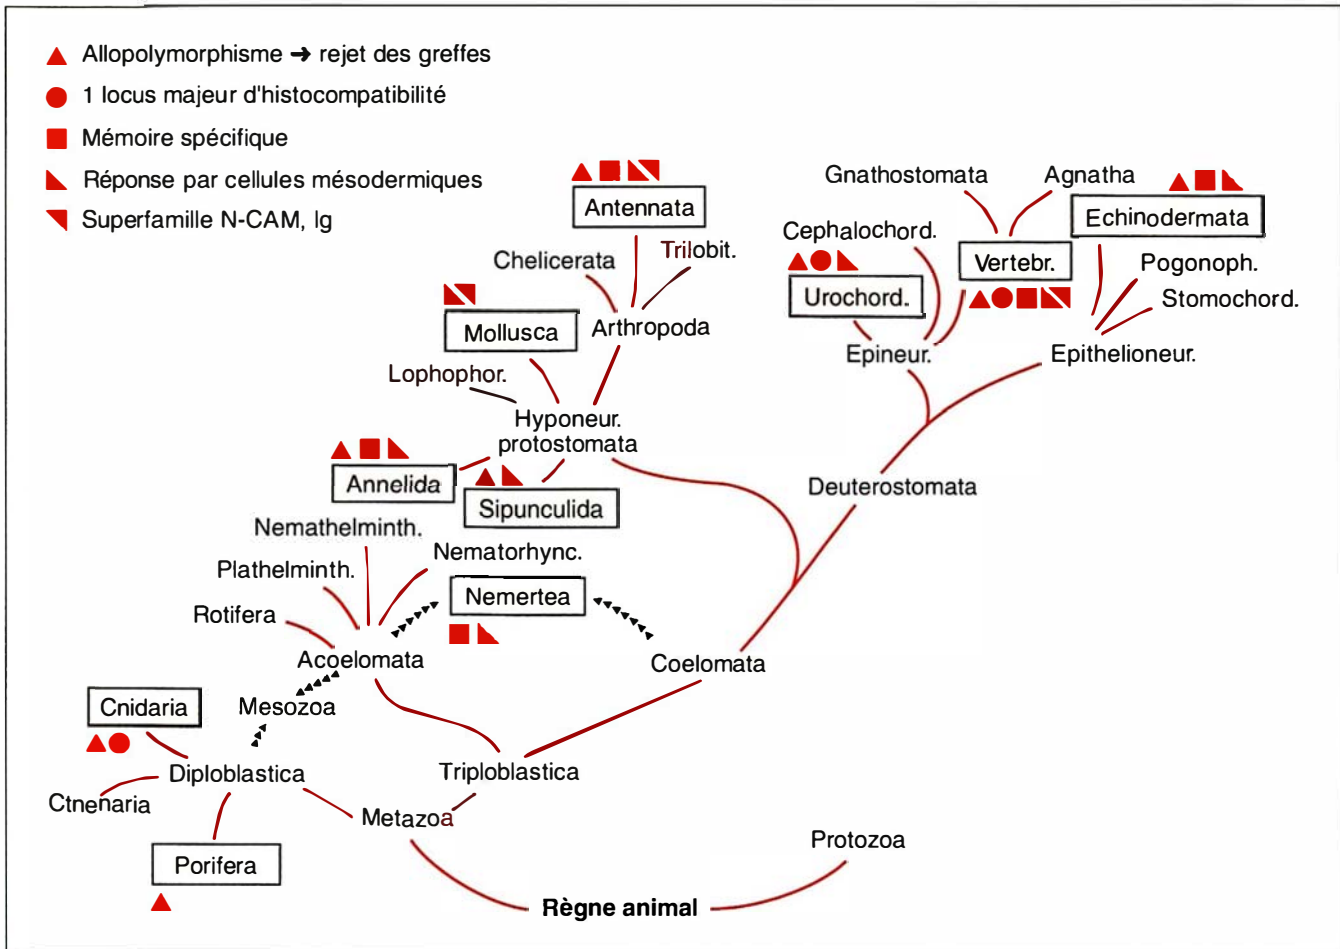 Allopolymorphisme → rejet des greffes
1 locus majeur d'histocompatibilité
Mémoire spécifique
Réponse par cellules mésodermiques
Superfamille N-CAM, Ig
Gnathostomata
Agnatha
Antennata
Echinodermata
Cephalochord.
Trilobit.
Chelicerata
Vertebr.
Pogonoph.
Urochord.
Stomochord.
Mollusca
Arthropoda
Epineur.
Epithelioneur.
Lophophor.
Hyponeur.
protostomata
Annelida
Sipunculida
Deuterostomata
Nemathelminth.
Nematorhync.
Plathelminth.
Nemertea
Rotifera
Acoelomata
Coelomata
Cnidaria
Mesozoa
Diploblastica
Triploblastica
Ctnenaria
Metazoa
Protozoa
Porifera
Règne animal